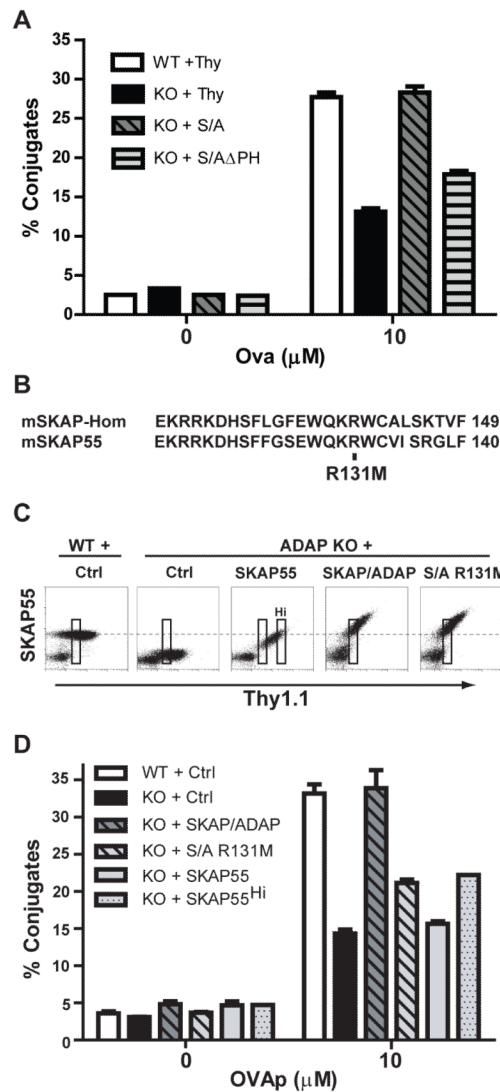 A
35
30
25
20
15
10
5
0
% Conjugates
WT +Thy
KO + Thy
KO + S/A
KO + S/AΔPH
0
10
Ova (μM)
B
mSKAP-Hom EKRRKDHSFLGFEWQKRWCALSKTVF 149
mSKAP55 EKRRKDHSFFGSEWQKRWCVI SRGLF 140
R131M
C
WT +
ADAP KO +
Ctrl
Ctrl
SKAP55
SKAP/ADAP
S/A R131M
Hi
SKAP55
Thy1.1
D
35
30
25
20
15
10
5
0
% Conjugates
WT + Ctrl
KO + Ctrl
KO + SKAP/ADAP
KO + S/A R131M
KO + SKAP55
KO + SKAP55Hi
0
10
OVAp (μM)